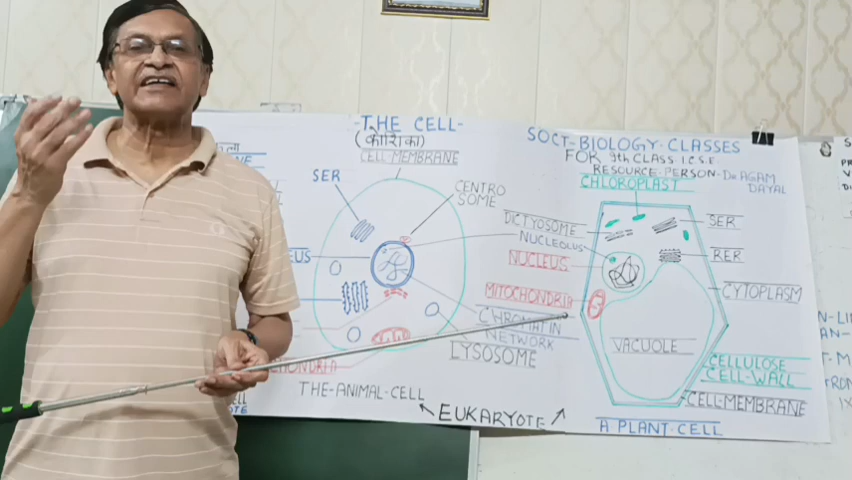 -THE CELL-
(कोशिका)
CELL-MEMBRANE
SER
CENTRO
SOME
LYSOSOME
CHROMATIN
NETWORK
THE-ANIMAL-CELL
EUKARYOTE
SOCT-BIOLOGY-CLASSES
FOR 9th CLASS I.C.S.E
RESOURCE-PERSON-Dr AGAM
DAYAL
CHLOROPLAST
DICTYOSOME
NUCLEOLUS
NUCLEUS
MITOCHONDRIA
SER
RER
CYTOPLASM
VACUOLE
CELLULOSE
CELL-WALL
CELL-MEMBRANE
A PLANT CELL